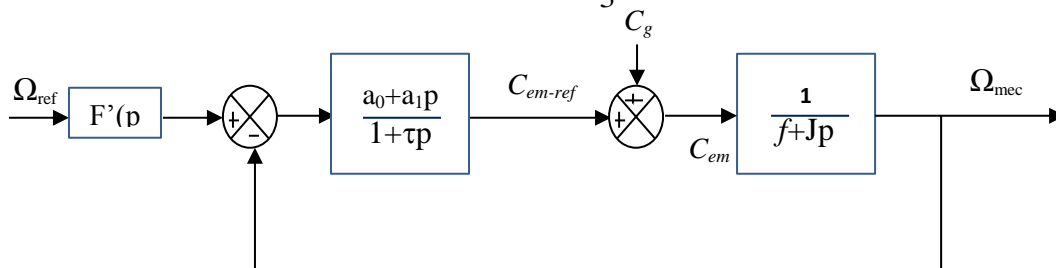 C_g
Ω_ref
F’(p
+
−
a₀+a₁p
1+τp
C_em-ref
+
+
C_em
1
f+Jp
Ω_mec